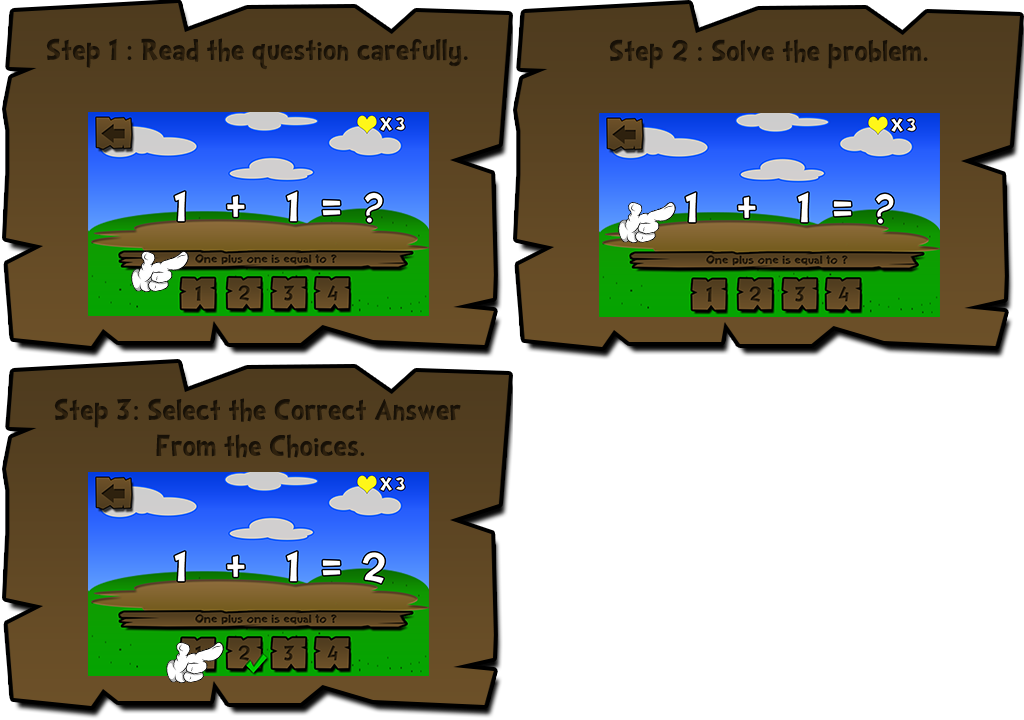 Step 1 : Read the question carefully.
X 3
1 + 1 = ?
One plus one is equal to ?
1 2 3 4
Step 2 : Solve the problem.
X 3
1 + 1 = ?
One plus one is equal to ?
1 2 3 4
Step 3: Select the Correct Answer
From the Choices.
X 3
1 + 1 = 2
One plus one is equal to ?
1 2 3 4